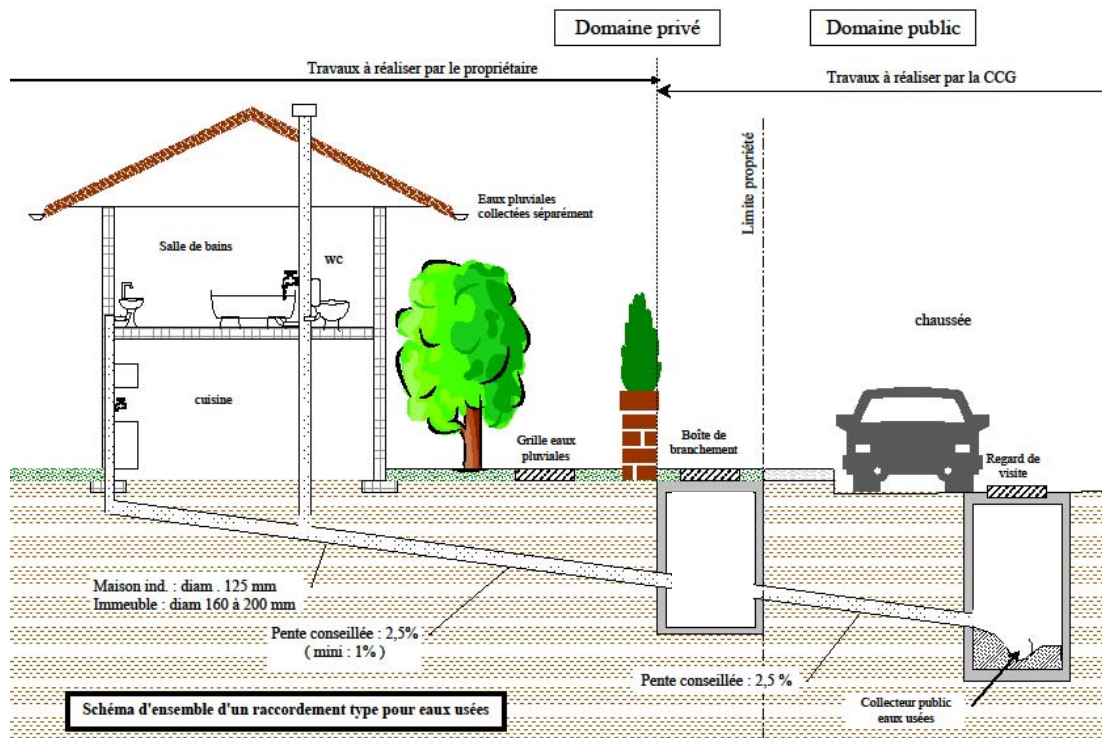 Domaine privé
Domaine public
Travaux à réaliser par le propriétaire
Travaux à réaliser par la CCG
Limite propriété
Eaux pluviales
collectées séparément
Salle de bains
WC
chaussée
cuisine
Grille eaux
pluviales
Boîte de
branchement
Regard de
visite
Maison ind. : diam . 125 mm
Immeuble : diam 160 à 200 mm
Pente conseillée : 2,5%
( mini : 1% )
Pente conseillée : 2,5 %
Collecteur public
eaux usées
Schéma d'ensemble d'un raccordement type pour eaux usées